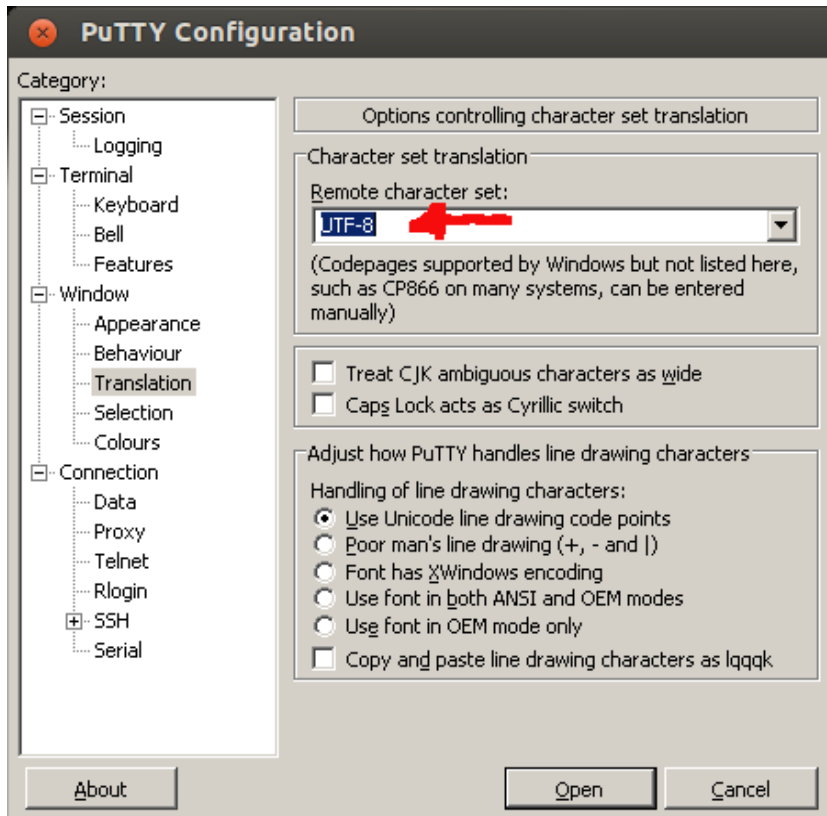 PuTTY Configuration
Category:
Session
Logging
Terminal
Keyboard
Bell
Features
Window
Appearance
Behaviour
Translation
Selection
Colours
Connection
Data
Proxy
Telnet
Rlogin
SSH
Serial
Options controlling character set translation
Character set translation
Remote character set:
UTF-8
(Codepages supported by Windows but not listed here,
such as CP866 on many systems, can be entered
manually)
Treat CJK ambiguous characters as wide
Caps Lock acts as Cyrillic switch
Adjust how PuTTY handles line drawing characters
Handling of line drawing characters:
Use Unicode line drawing code points
Poor man's line drawing (+, - and |)
Font has XWindows encoding
Use font in both ANSI and OEM modes
Use font in OEM mode only
Copy and paste line drawing characters as lqqqk
About
Open
Cancel